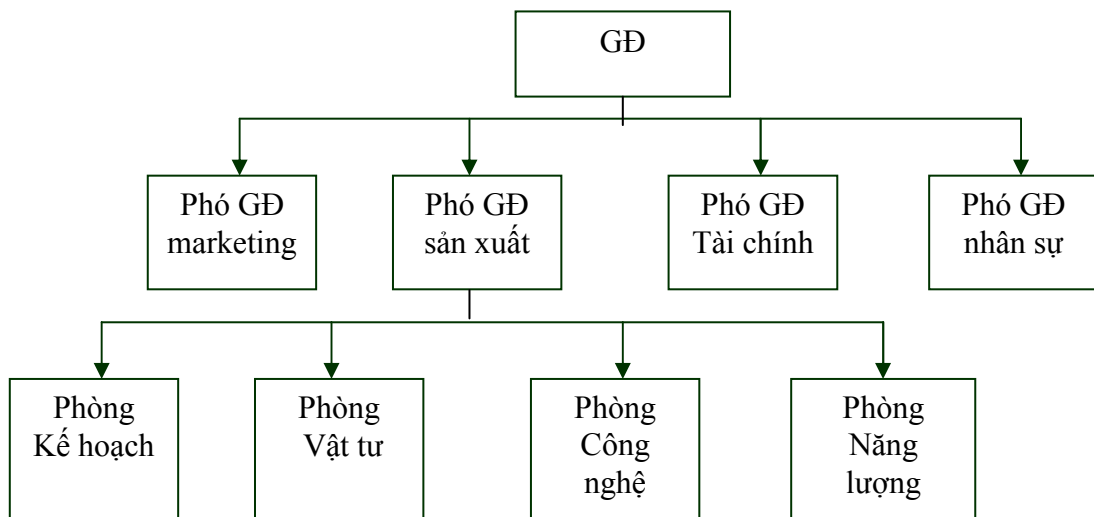 GĐ
Phó GĐ
marketing
Phó GĐ
sản xuất
Phó GĐ
Tài chính
Phó GĐ
nhân sự
Phòng
Kế hoạch
Phòng
Vật tư
Phòng
Công
nghệ
Phòng
Năng
lượng